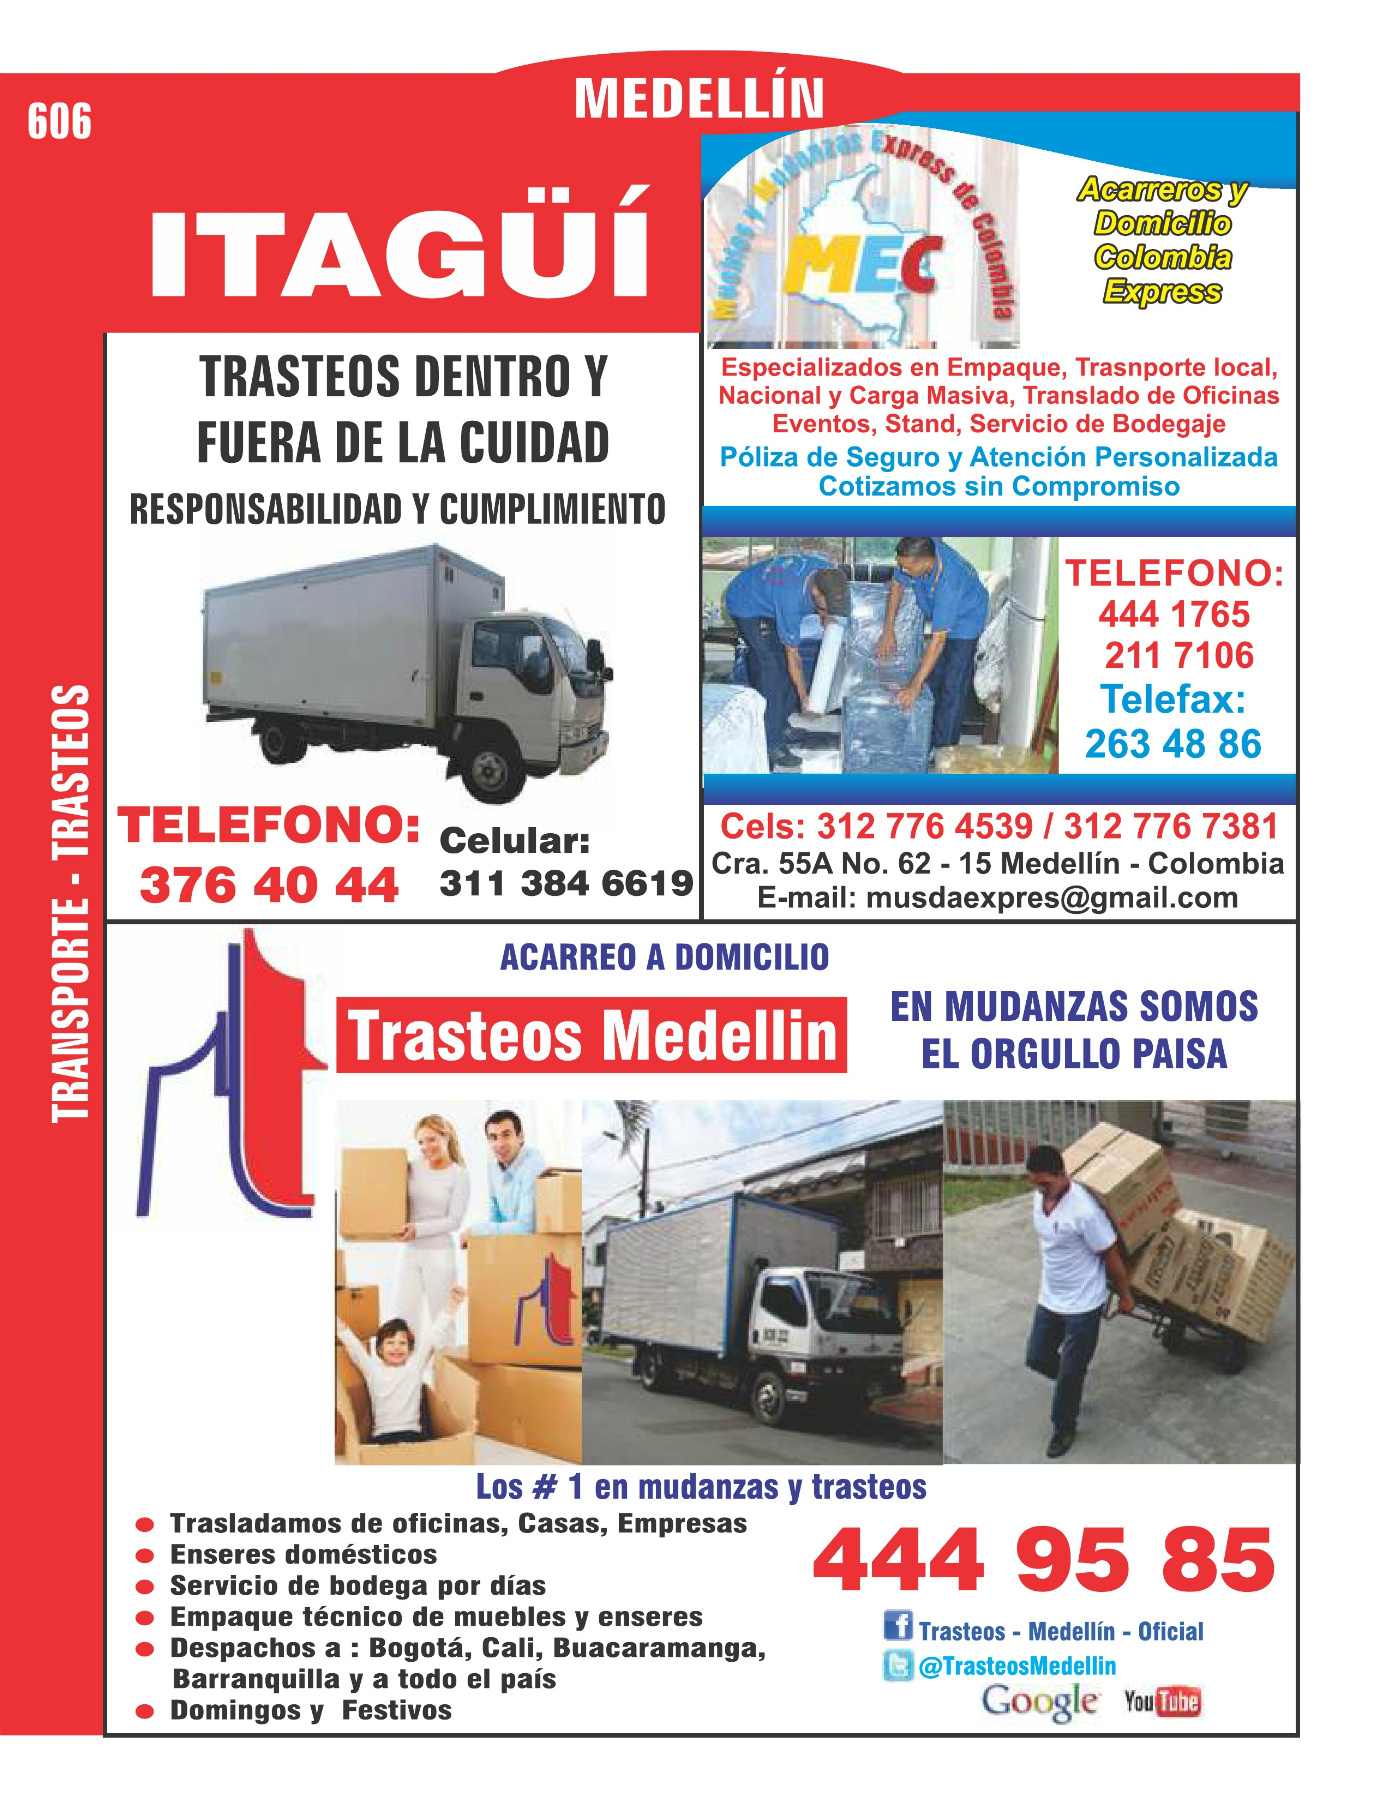 606
MEDELLÍN
TRANSPORTE - TRASTEOS
ITAGÜÍ
TRASTEOS DENTRO Y
FUERA DE LA CUIDAD
RESPONSABILIDAD Y CUMPLIMIENTO
TELEFONO:
376 40 44
Celular:
311 384 6619
Muebles y Mudanzas Express de Colombia
MEC
Acarreros y
Domicilio
Colombia
Express
Especializados en Empaque, Trasnporte local,
Nacional y Carga Masiva, Translado de Oficinas
Eventos, Stand, Servicio de Bodegaje
Póliza de Seguro y Atención Personalizada
Cotizamos sin Compromiso
TELEFONO:
444 1765
211 7106
Telefax:
263 48 86
Cels: 312 776 4539 / 312 776 7381
Cra. 55A No. 62 - 15 Medellín - Colombia
E-mail: musdaexpres@gmail.com
ACARREO A DOMICILIO
Trasteos Medellin
EN MUDANZAS SOMOS
EL ORGULLO PAISA
Los # 1 en mudanzas y trasteos
Trasladamos de oficinas, Casas, Empresas
Enseres domésticos
Servicio de bodega por días
Empaque técnico de muebles y enseres
Despachos a : Bogotá, Cali, Buacaramanga,
Barranquilla y a todo el país
Domingos y Festivos
444 95 85
Trasteos - Medellín - Oficial
@TrasteosMedellin
Google YouTube